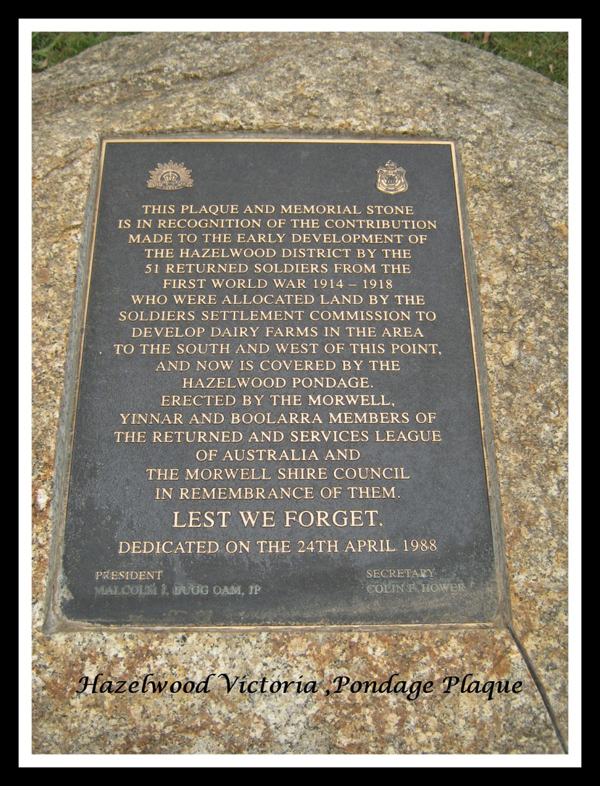 THIS PLAQUE AND MEMORIAL STONE
IS IN RECOGNITION OF THE CONTRIBUTION
MADE TO THE EARLY DEVELOPMENT OF
THE HAZELWOOD DISTRICT BY THE
51 RETURNED SOLDIERS FROM THE
FIRST WORLD WAR 1914 – 1918
WHO WERE ALLOCATED LAND BY THE
SOLDIERS SETTLEMENT COMMISSION TO
DEVELOP DAIRY FARMS IN THE AREA
TO THE SOUTH AND WEST OF THIS POINT,
AND NOW IS COVERED BY THE
HAZELWOOD PONDAGE.
ERECTED BY THE MORWELL,
YINNAR AND BOOLARRA MEMBERS OF
THE RETURNED AND SERVICES LEAGUE
OF AUSTRALIA AND
THE MORWELL SHIRE COUNCIL
IN REMEMBRANCE OF THEM.
LEST WE FORGET.
DEDICATED ON THE 24TH APRIL 1988
PRESIDENT
MALCOLM J. OAM, JP
SECRETARY
COLIN F. HOWER
Hazelwood Victoria ,Pondage Plaque